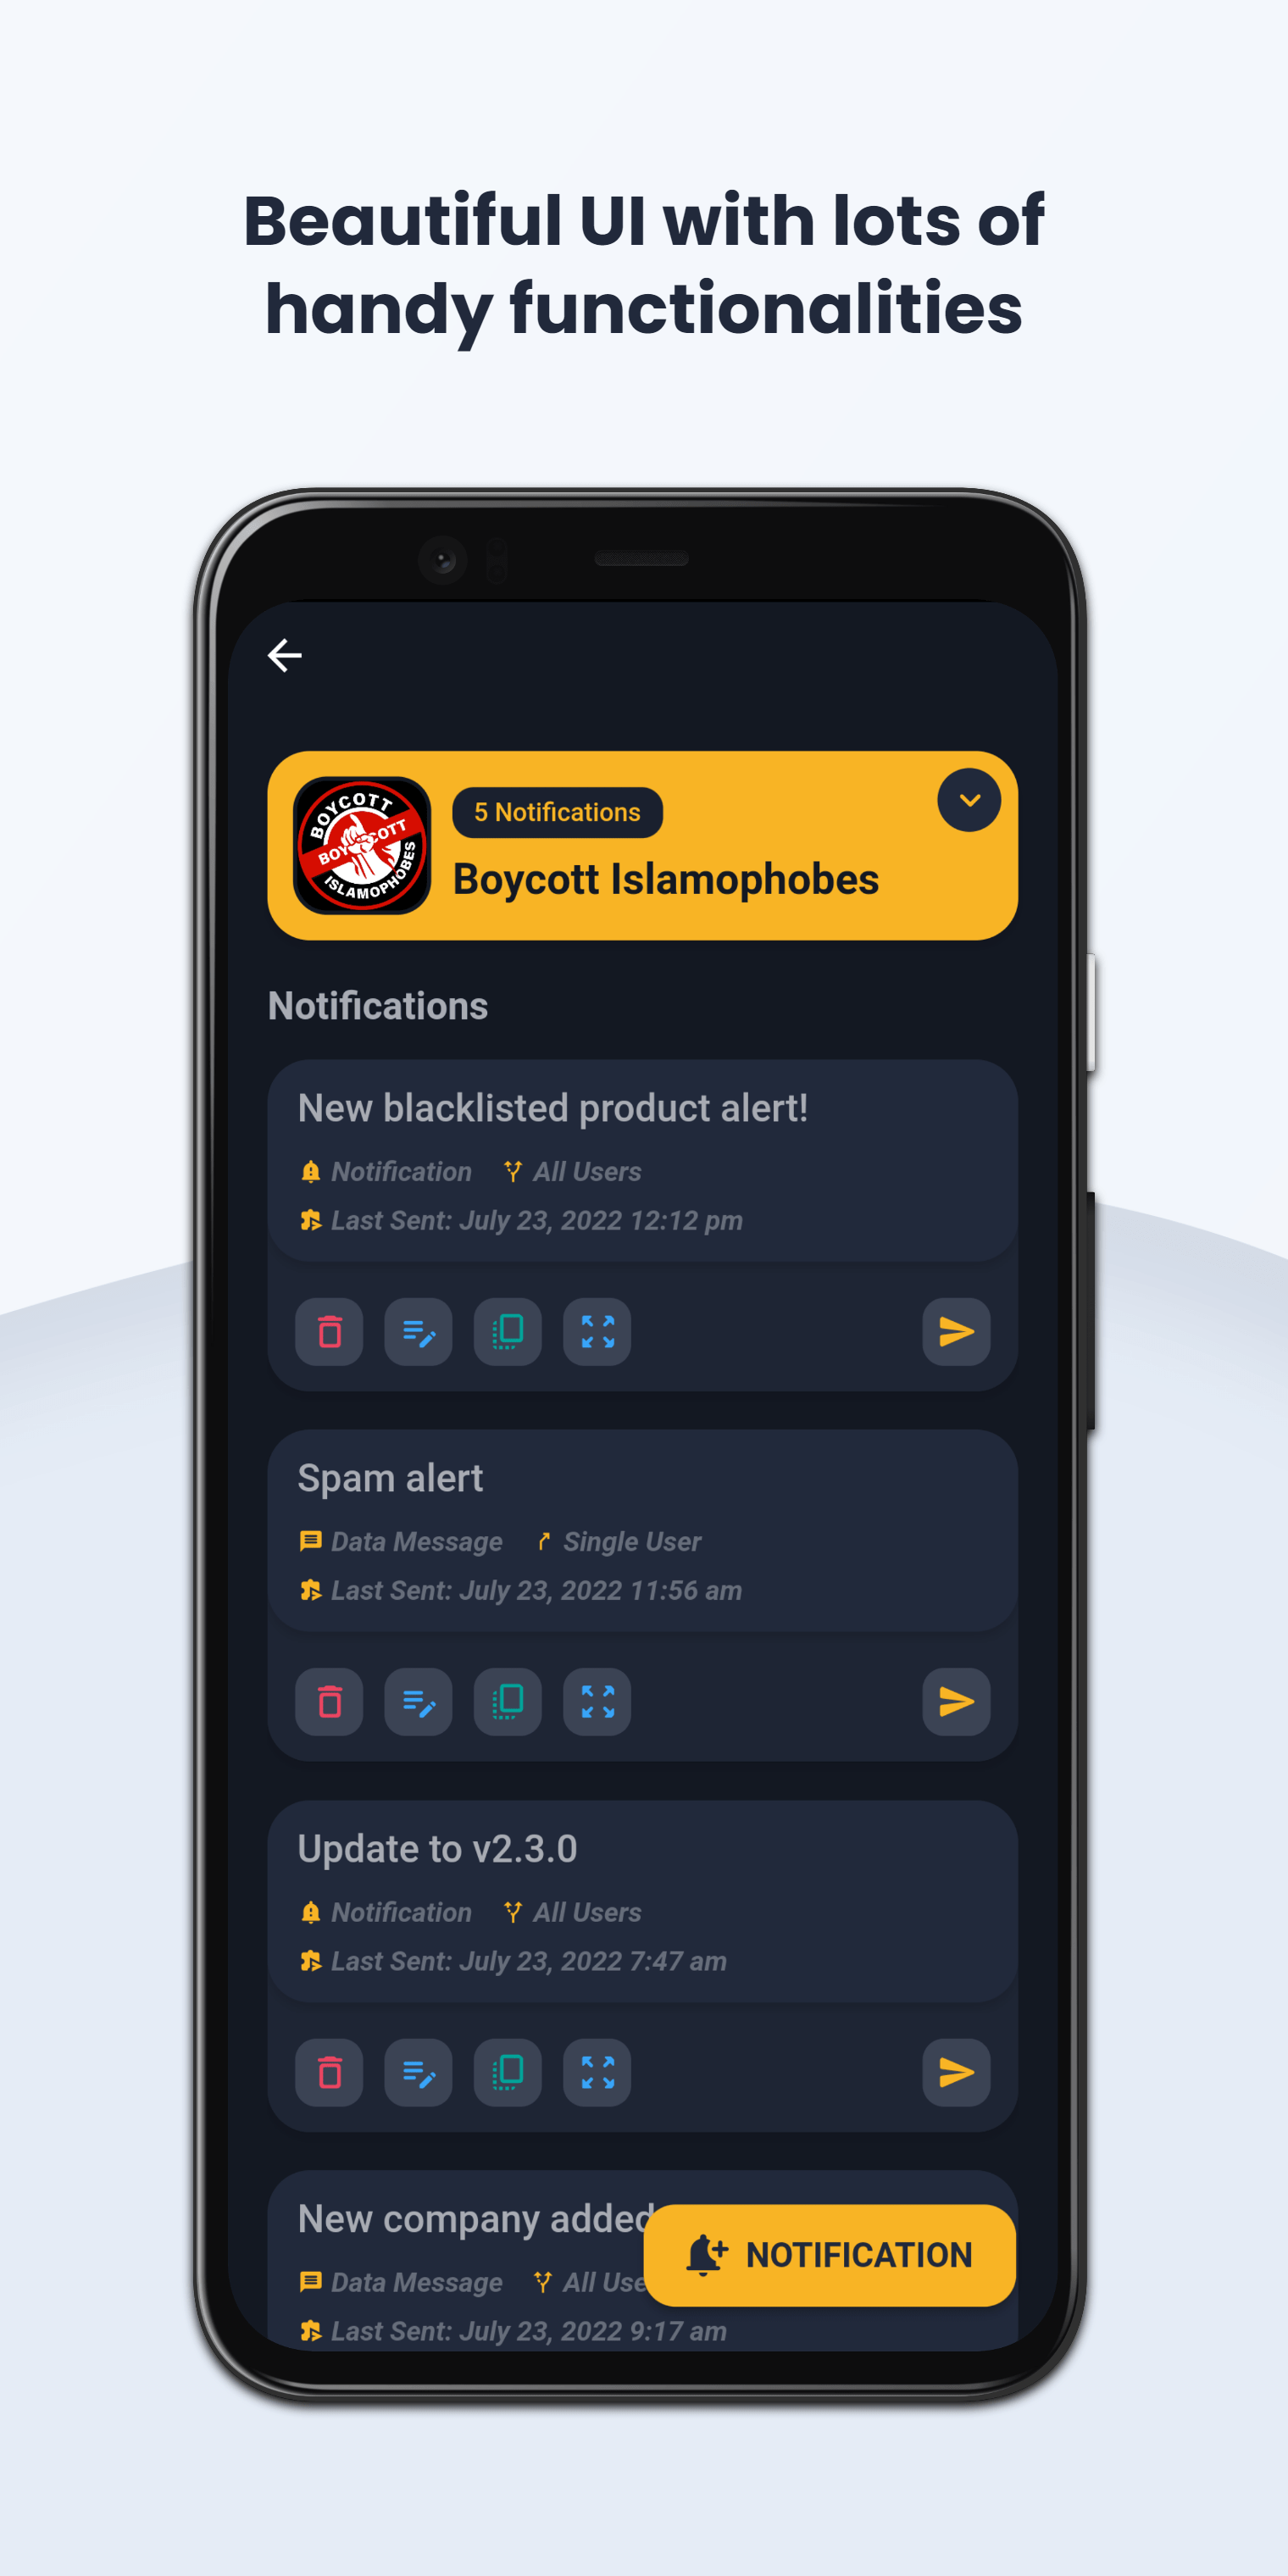 Beautiful UI with lots of
handy functionalities
BOYCOTT
BOYCOTT
ISLAMOPHOBES
5 Notifications
Boycott Islamophobes
Notifications
New blacklisted product alert!
Notification All Users
Last Sent: July 23, 2022 12:12 pm
Spam alert
Data Message Single User
Last Sent: July 23, 2022 11:56 am
Update to v2.3.0
Notification All Users
Last Sent: July 23, 2022 7:47 am
New company added
NOTIFICATION
Data Message All Use
Last Sent: July 23, 2022 9:17 am